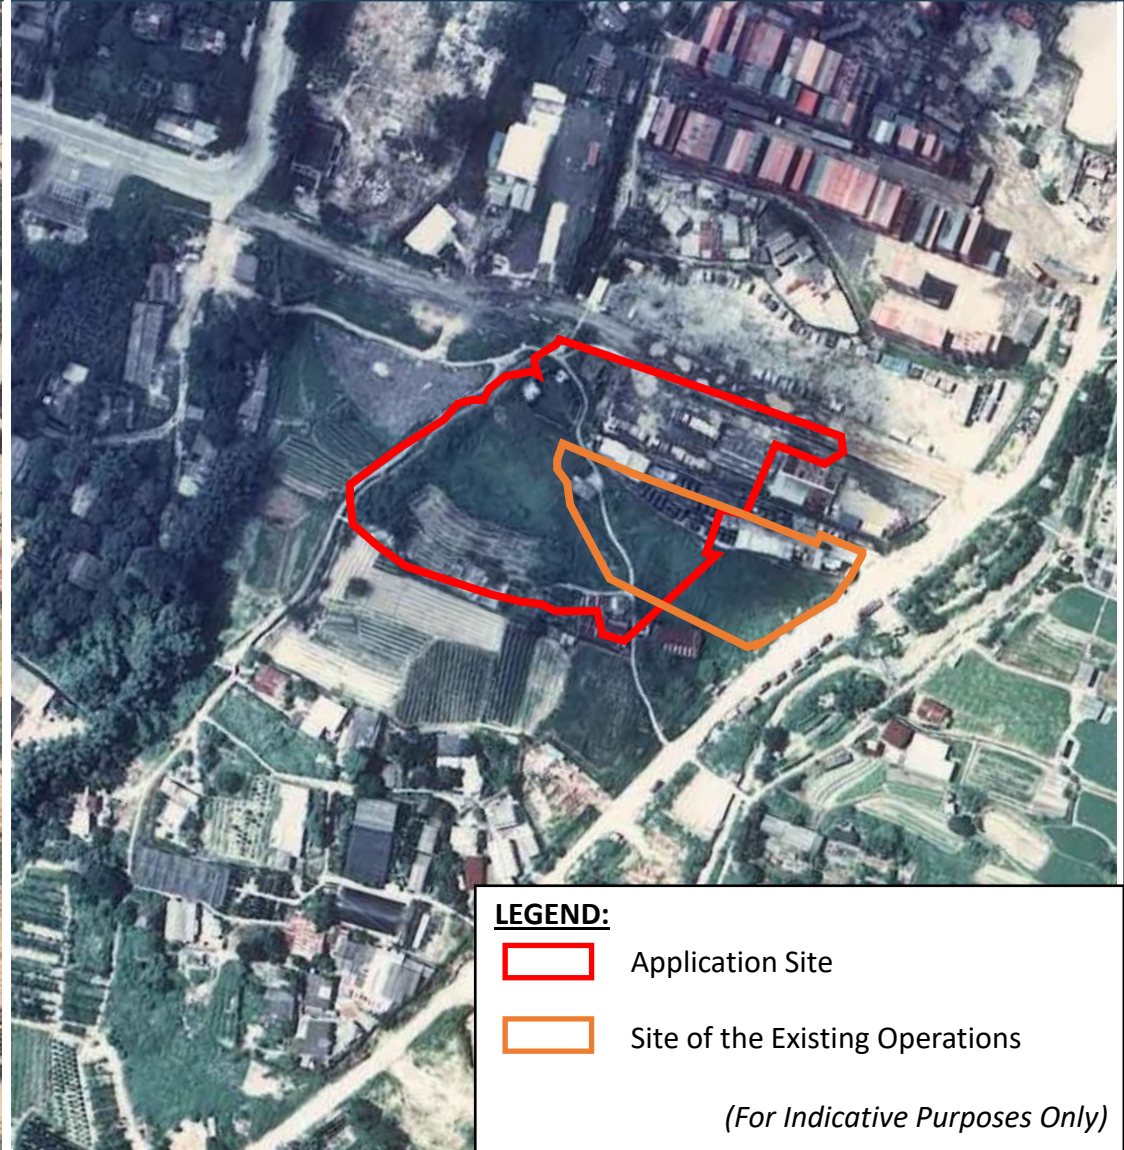 LEGEND:
Application Site
Site of the Existing Operations
(For Indicative Purposes Only)